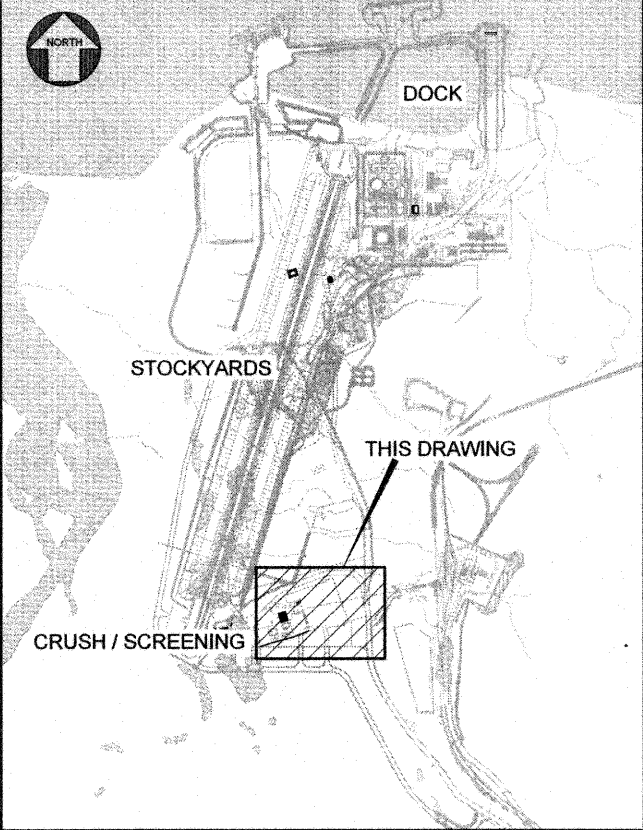 NORTH
DOCK
STOCKYARDS
THIS DRAWING
CRUSH / SCREENING